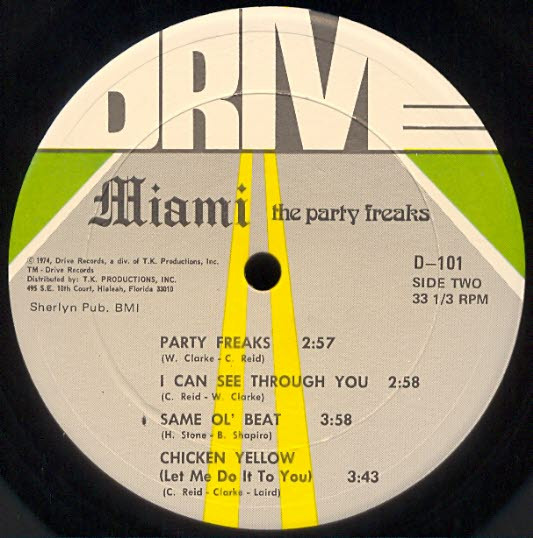 DRIVE
Miami the party freaks
© 1974, Drive Records, a div. of T.K. Productions, Inc.
TM - Drive Records
Distributed by: T.K. PRODUCTIONS, INC.
495 S.E. 10th Court, Hialeah, Florida 33010
Sherlyn Pub. BMI
D-101
SIDE TWO
33 1/3 RPM
PARTY FREAKS 2:57
(W. Clarke - C. Reid)
I CAN SEE THROUGH YOU 2:58
(C. Reid - W. Clarke)
SAME OL' BEAT 3:58
(H. Stone - B. Shapiro)
CHICKEN YELLOW
(Let Me Do It To You) 3:43
(C. Reid - Clarke - Laird)